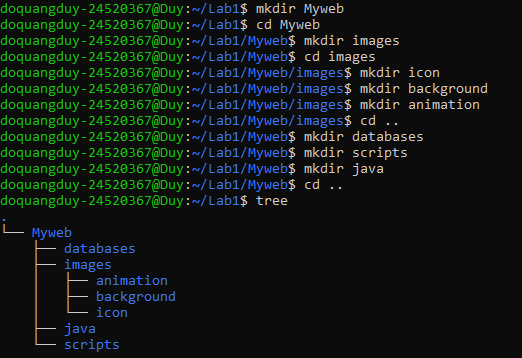 doquangduy-24520367@Duy:~/Lab1$ mkdir Myweb
doquangduy-24520367@Duy:~/Lab1$ cd Myweb
doquangduy-24520367@Duy:~/Lab1/Myweb$ mkdir images
doquangduy-24520367@Duy:~/Lab1/Myweb$ cd images
doquangduy-24520367@Duy:~/Lab1/Myweb/images$ mkdir icon
doquangduy-24520367@Duy:~/Lab1/Myweb/images$ mkdir background
doquangduy-24520367@Duy:~/Lab1/Myweb/images$ mkdir animation
doquangduy-24520367@Duy:~/Lab1/Myweb/images$ cd ..
doquangduy-24520367@Duy:~/Lab1/Myweb$ mkdir databases
doquangduy-24520367@Duy:~/Lab1/Myweb$ mkdir scripts
doquangduy-24520367@Duy:~/Lab1/Myweb$ mkdir java
doquangduy-24520367@Duy:~/Lab1/Myweb$ cd ..
doquangduy-24520367@Duy:~/Lab1$ tree
.
└── Myweb
    ├── databases
    ├── images
    │   ├── animation
    │   ├── background
    │   └── icon
    ├── java
    └── scripts